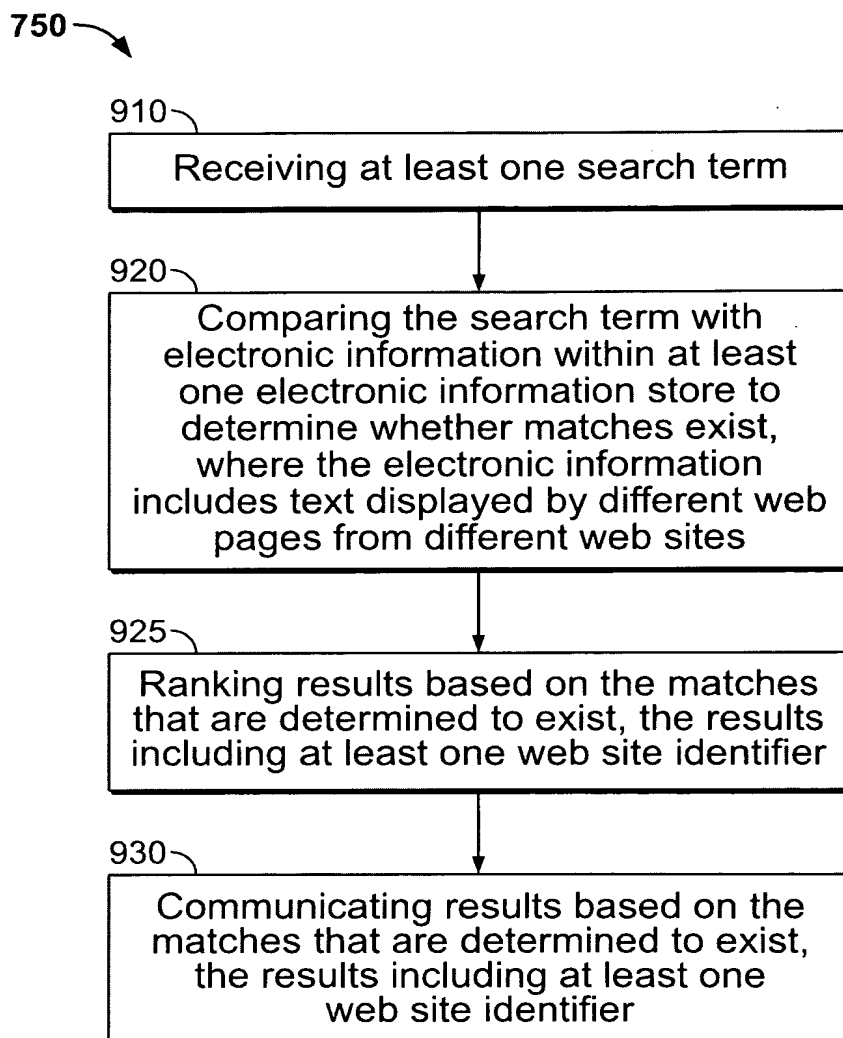 750
910
Receiving at least one search term
920
Comparing the search term with
electronic information within at least
one electronic information store to
determine whether matches exist,
where the electronic information
includes text displayed by different web
pages from different web sites
925
Ranking results based on the matches
that are determined to exist, the results
including at least one web site identifier
930
Communicating results based on the
matches that are determined to exist,
the results including at least one
web site identifier